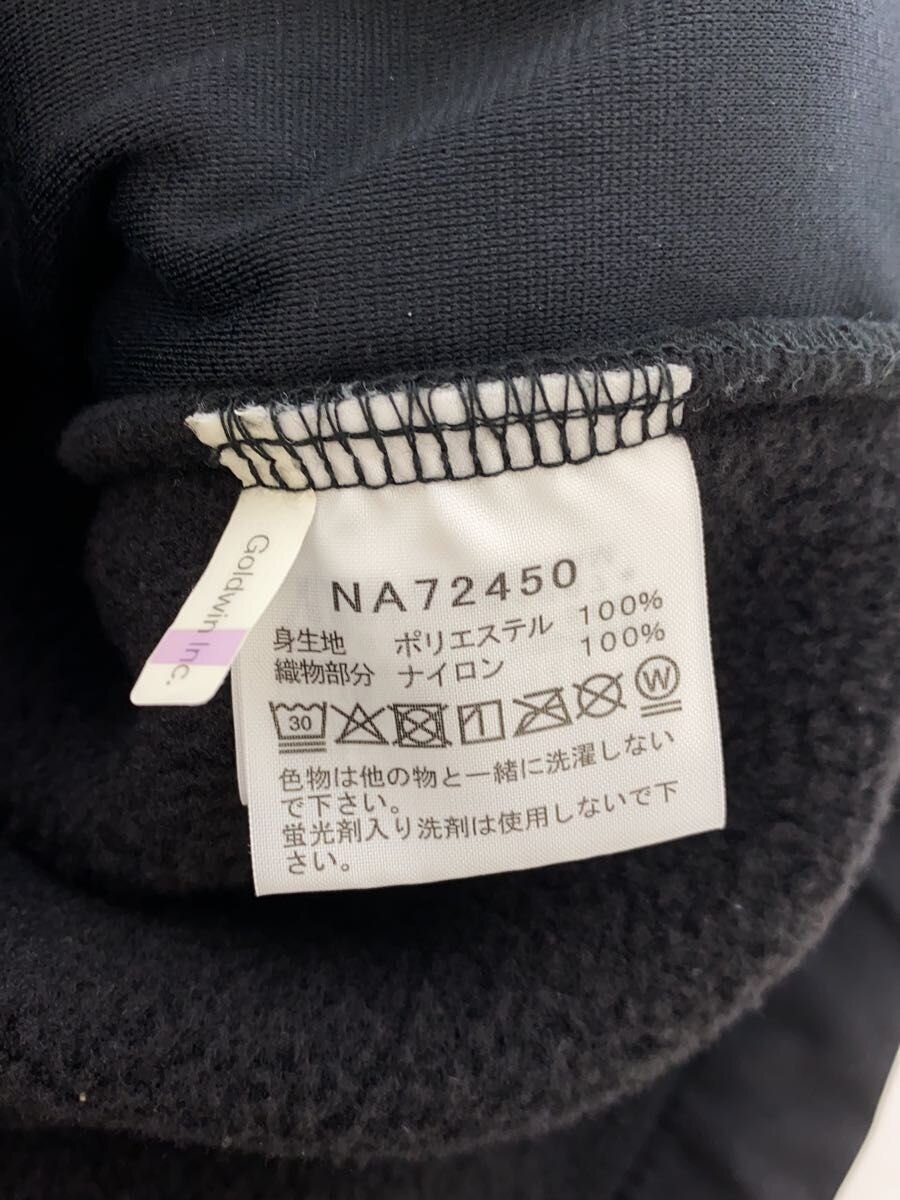 Goldwin Inc.
NA72450
身生地 ポリエステル 100%
織物部分 ナイロン 100%
30
W
色物は他の物と一緒に洗濯しない
で下さい。
蛍光剤入り洗剤は使用しないで下
さい。